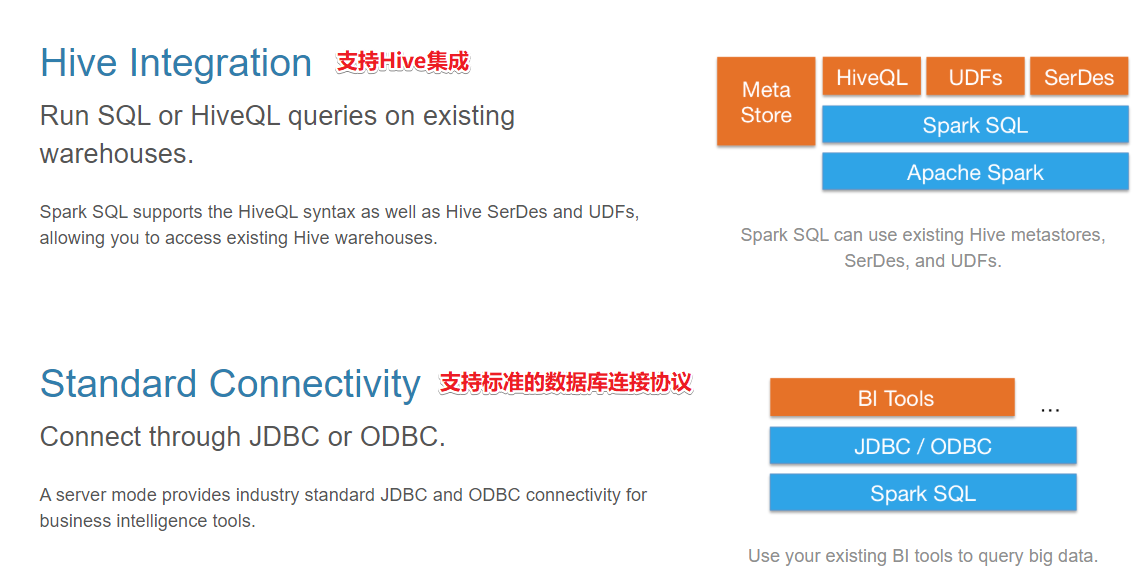 Hive Integration 支持Hive集成
Run SQL or HiveQL queries on existing
warehouses.
Spark SQL supports the HiveQL syntax as well as Hive SerDes and UDFs,
allowing you to access existing Hive warehouses.
Meta
Store
HiveQL
UDFs
SerDes
Spark SQL
Apache Spark
Spark SQL can use existing Hive metastores,
SerDes, and UDFs.
Standard Connectivity 支持标准的数据库连接协议
Connect through JDBC or ODBC.
A server mode provides industry standard JDBC and ODBC connectivity for
business intelligence tools.
BI Tools
...
JDBC / ODBC
Spark SQL
Use your existing BI tools to query big data.